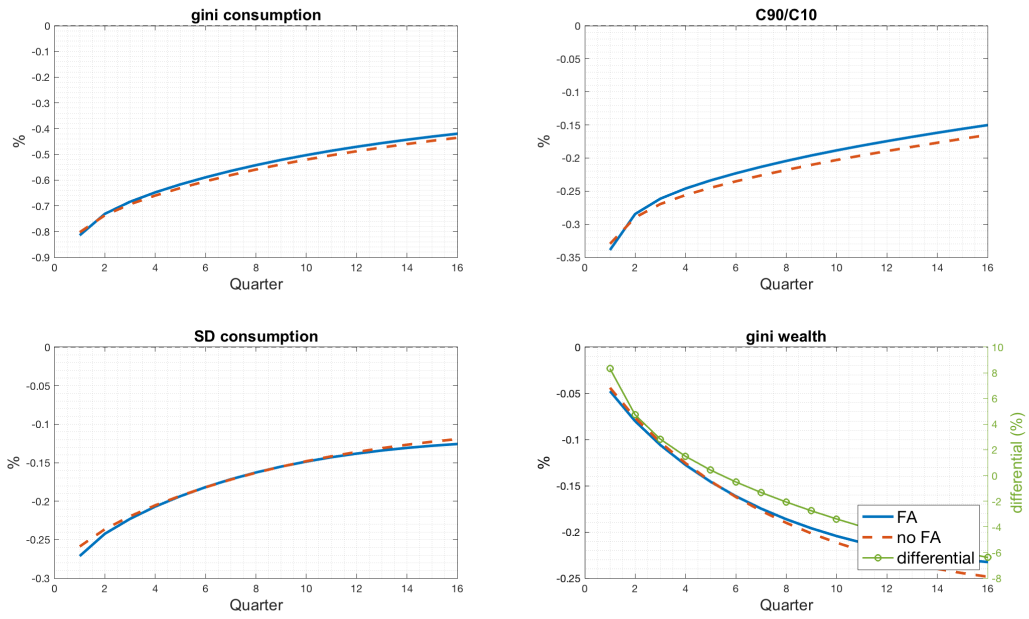 gini consumption
0
-0.1
-0.2
-0.3
-0.4
-0.5
-0.6
-0.7
-0.8
-0.9
%
0 2 4 6 8 10 12 14 16
Quarter
C90/C10
0
-0.05
-0.1
-0.15
-0.2
-0.25
-0.3
-0.35
%
0 2 4 6 8 10 12 14 16
Quarter
SD consumption
0
-0.05
-0.1
-0.15
-0.2
-0.25
-0.3
%
0 2 4 6 8 10 12 14 16
Quarter
gini wealth
0
-0.05
-0.1
-0.15
-0.2
-0.25
%
10
8
6
4
2
0
-2
-4
-6
-8
differential (%)
FA
no FA
differential
0 2 4 6 8 10 12 14 16
Quarter